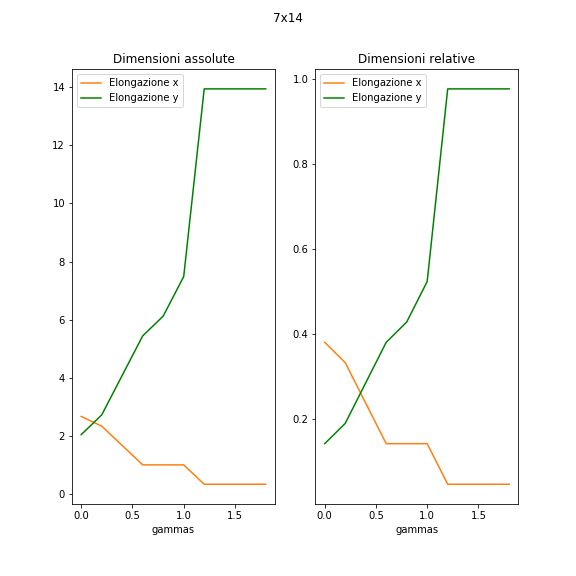 7x14
Dimensioni assolute
Elongazione x
Elongazione y
14
12
10
8
6
4
2
0
0.0 0.5 1.0 1.5
gammas
Dimensioni relative
Elongazione x
Elongazione y
1.0
0.8
0.6
0.4
0.2
0.0 0.5 1.0 1.5
gammas